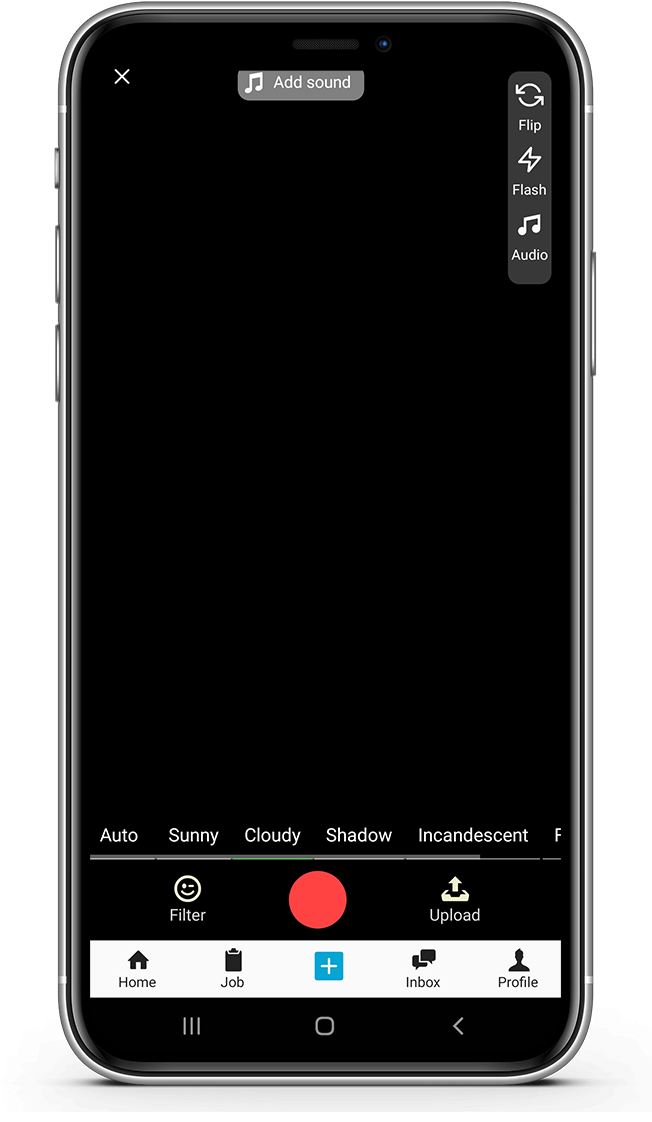 Add sound
Flip
Flash
Audio
Auto Sunny Cloudy Shadow Incandescent F
Filter Upload
Home Job Inbox Profile